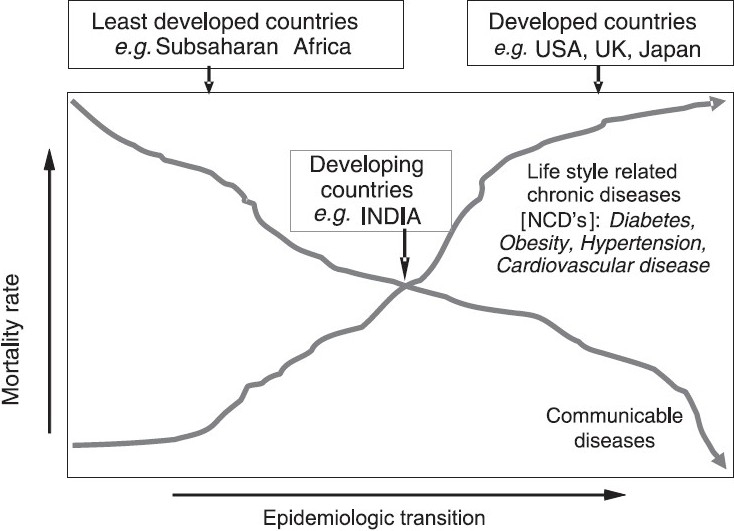 Least developed countries
e.g. Subsaharan Africa
Developed countries
e.g. USA, UK, Japan
Developing
countries
e.g. INDIA
Life style related
chronic diseases
[NCD's]: Diabetes,
Obesity, Hypertension,
Cardiovascular disease
Mortality rate
Communicable
diseases
Epidemiologic transition